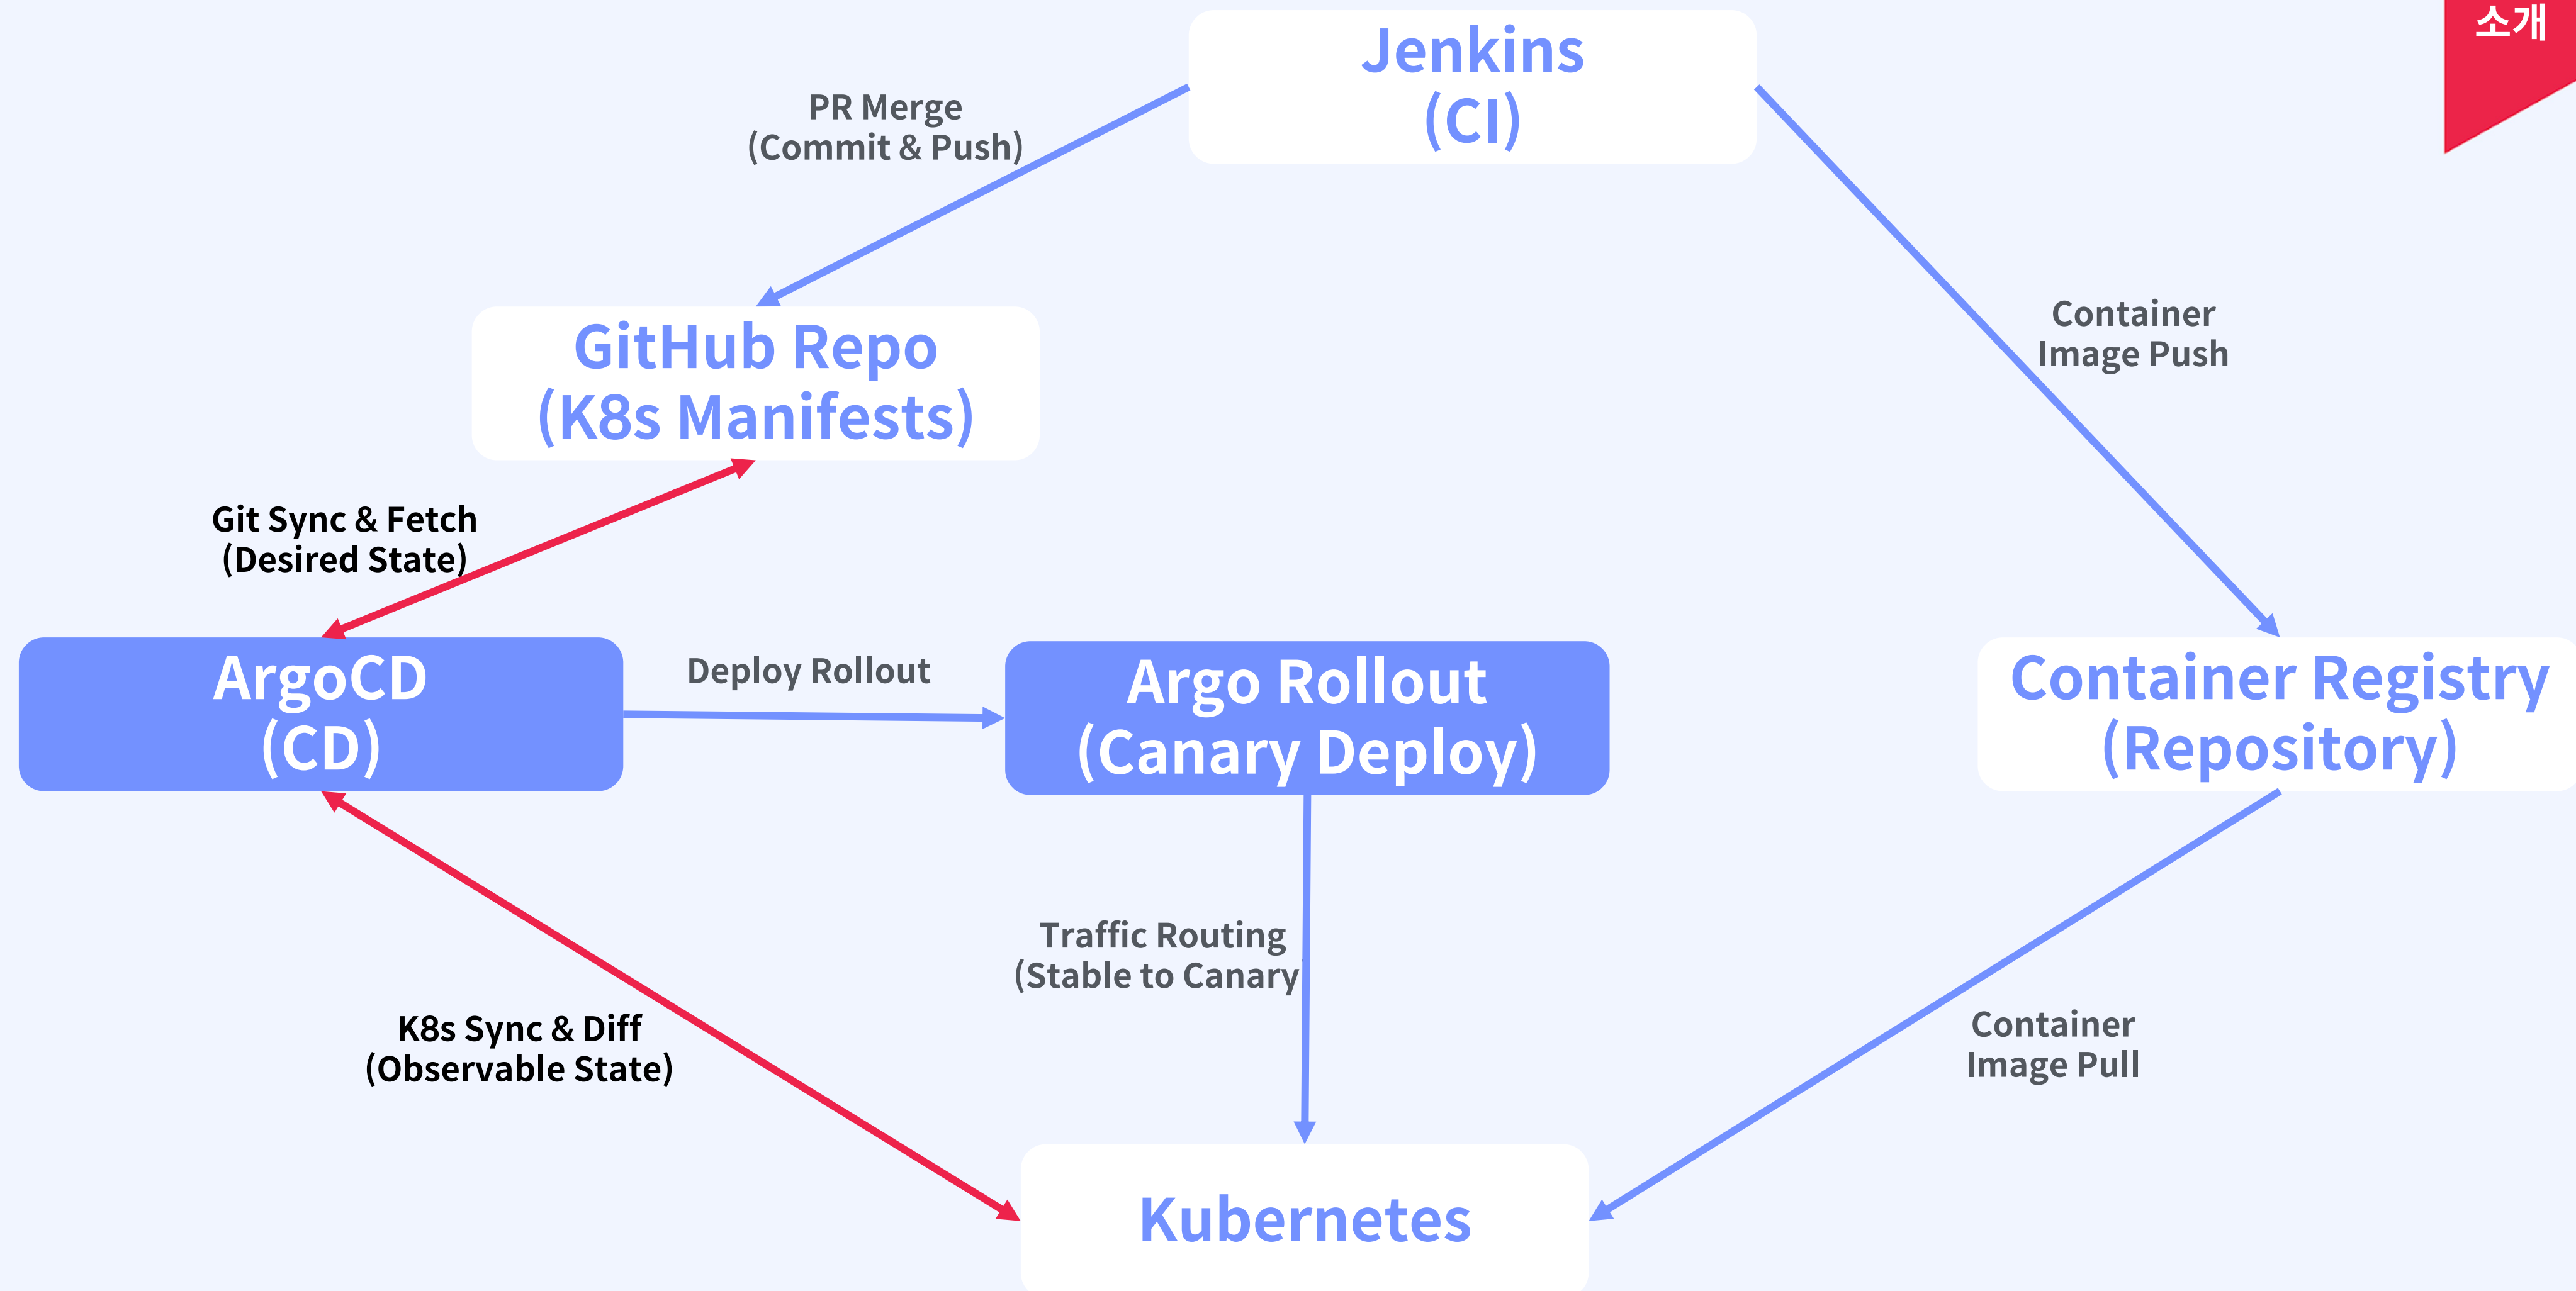 소개
Jenkins
(CI)
PR Merge
(Commit & Push)
Container
Image Push
GitHub Repo
(K8s Manifests)
Git Sync & Fetch
(Desired State)
ArgoCD
(CD)
Deploy Rollout
Argo Rollout
(Canary Deploy)
Container Registry
(Repository)
Traffic Routing
(Stable to Canary
K8s Sync & Diff
(Observable State)
Container
Image Pull
Kubernetes